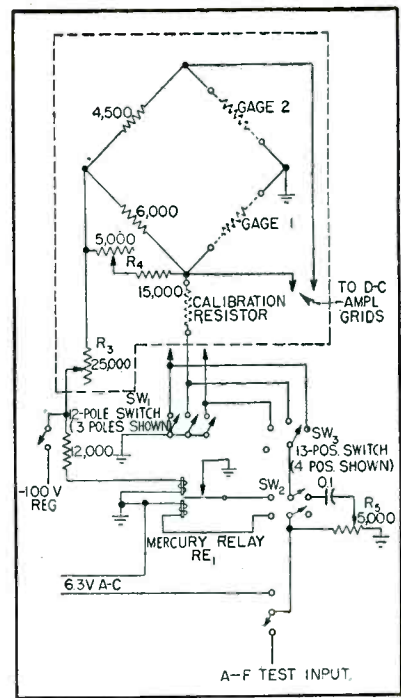 4,500
GAGE 2
6,000
GAGE 1
5,000
R4
15,000
CALIBRATION
RESISTOR
TO D-C
AMPL
GRIDS
R3
25,000
SW1
12-POLE SWITCH
(3 POLES SHOWN)
SW3
13-POS. SWITCH
(4 POS. SHOWN)
12,000
-100 V
REG
SW2
0.1
R5
5,000
MERCURY RELAY
RE1
6.3V A-C
A-F TEST INPUT